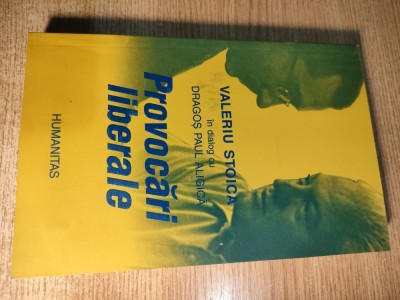 VALERIU STOICA
în dialog cu
DRAGOȘ PAUL ALIGICĂ
Provocări
liberale
HUMANITAS